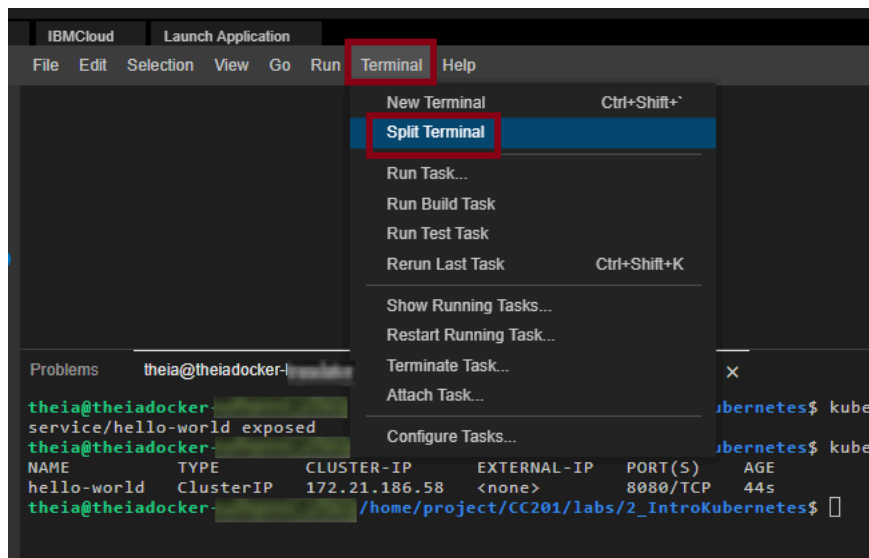 IBMCloud Launch Application
File Edit Selection View Go Run Terminal Help
New Terminal Ctrl+Shift+`
Split Terminal
Run Task...
Run Build Task
Run Test Task
Rerun Last Task Ctrl+Shift+K
Show Running Tasks...
Restart Running Task...
Terminate Task...
Attach Task...
Configure Tasks...
Problems theia@theiadocker- ×
theia@theiadocker- ubernetes$ kube
service/hello-world exposed
theia@theiadocker- ubernetes$ kube
NAME TYPE CLUSTER-IP EXTERNAL-IP PORT(S) AGE
hello-world ClusterIP 172.21.186.58 <none> 8080/TCP 44s
theia@theiadocker- /home/project/CC201/labs/2_IntroKubernetes$